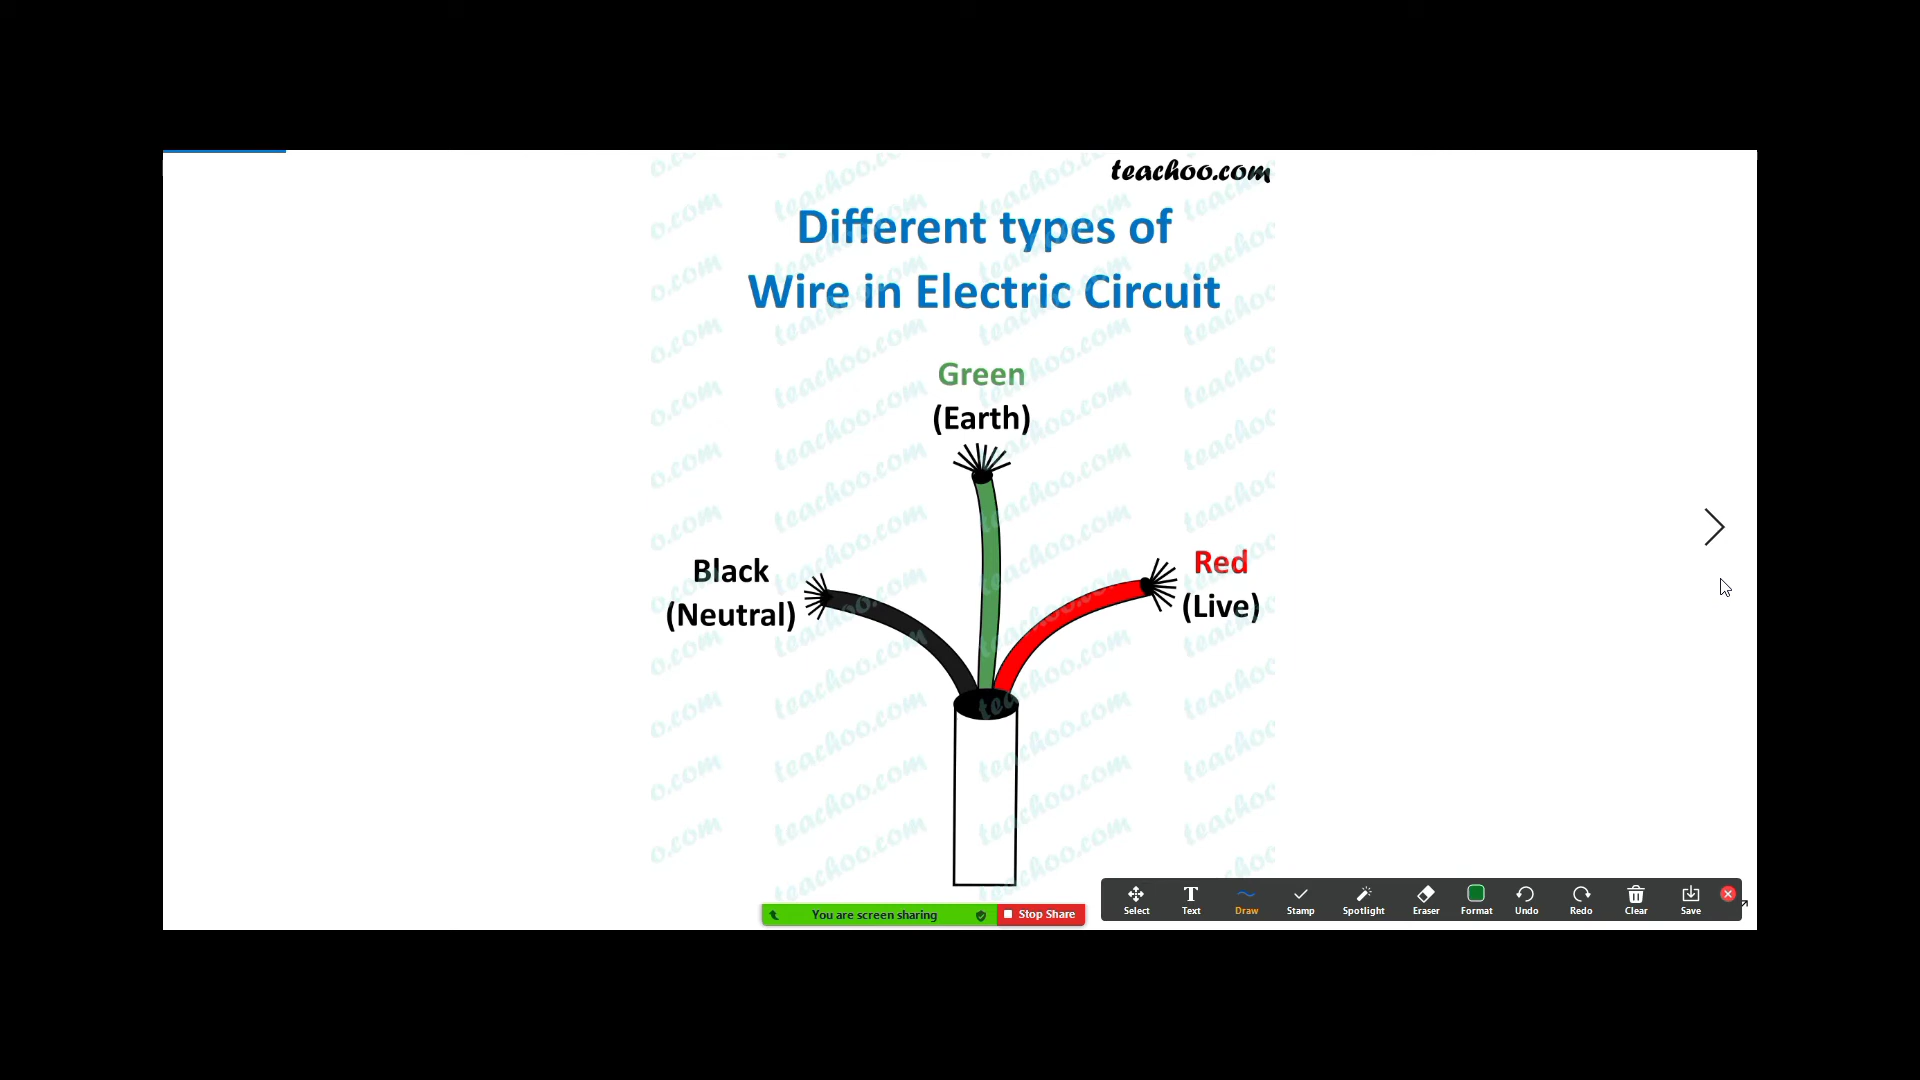 teachoo.com
Different types of
Wire in Electric Circuit
Green
(Earth)
Black
(Neutral)
Red
(Live)
You are screen sharing
Stop Share
Select
Text
Draw
Stamp
Spotlight
Eraser
Format
Undo
Redo
Clear
Save